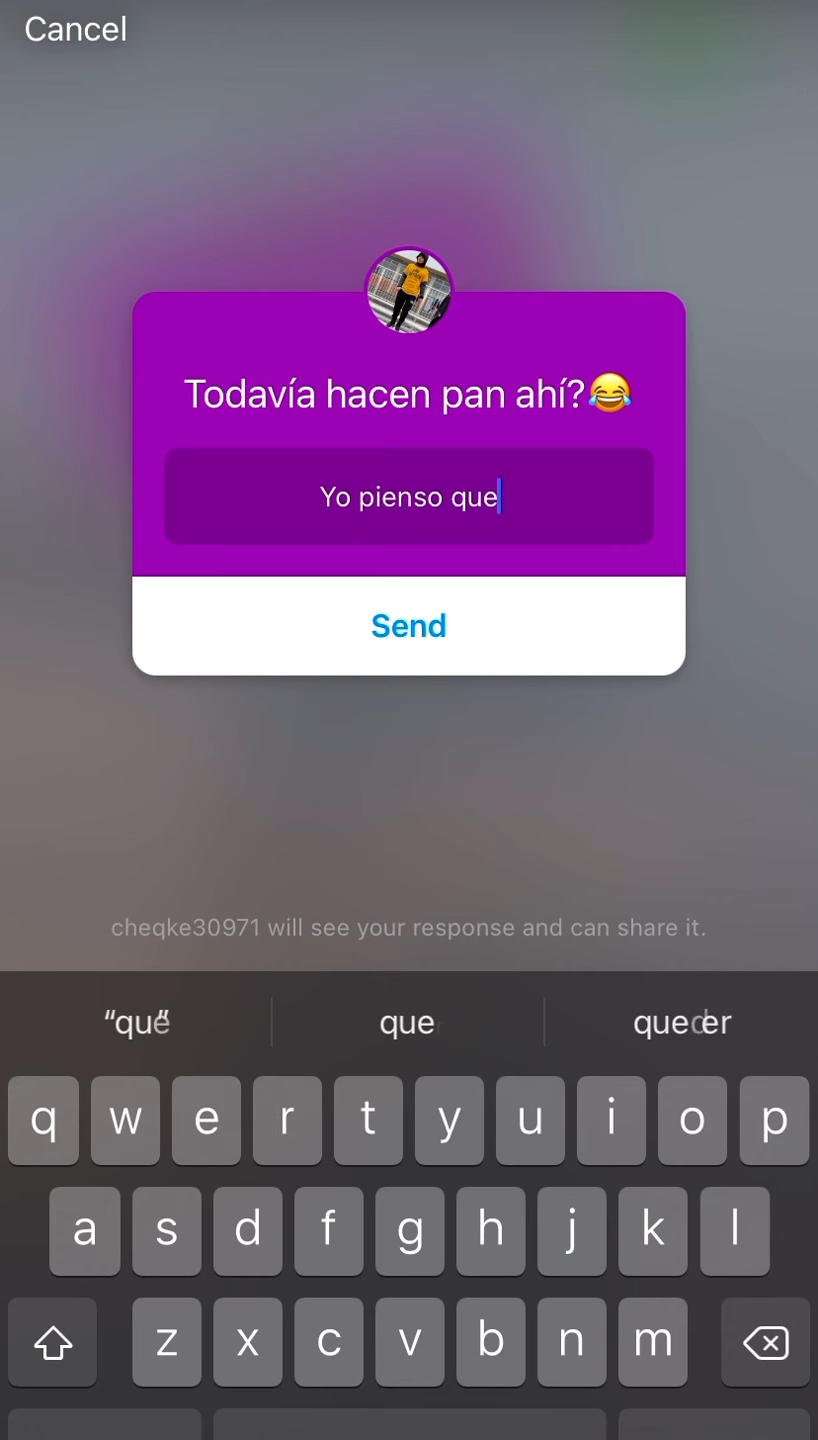 Cancel
Todavía hacen pan ahí?😂
Yo pienso que
Send
cheqke30971 will see your response and can share it.
que queder
q w e r t y u i o p
a s d f g h j k l
z x c v b n m